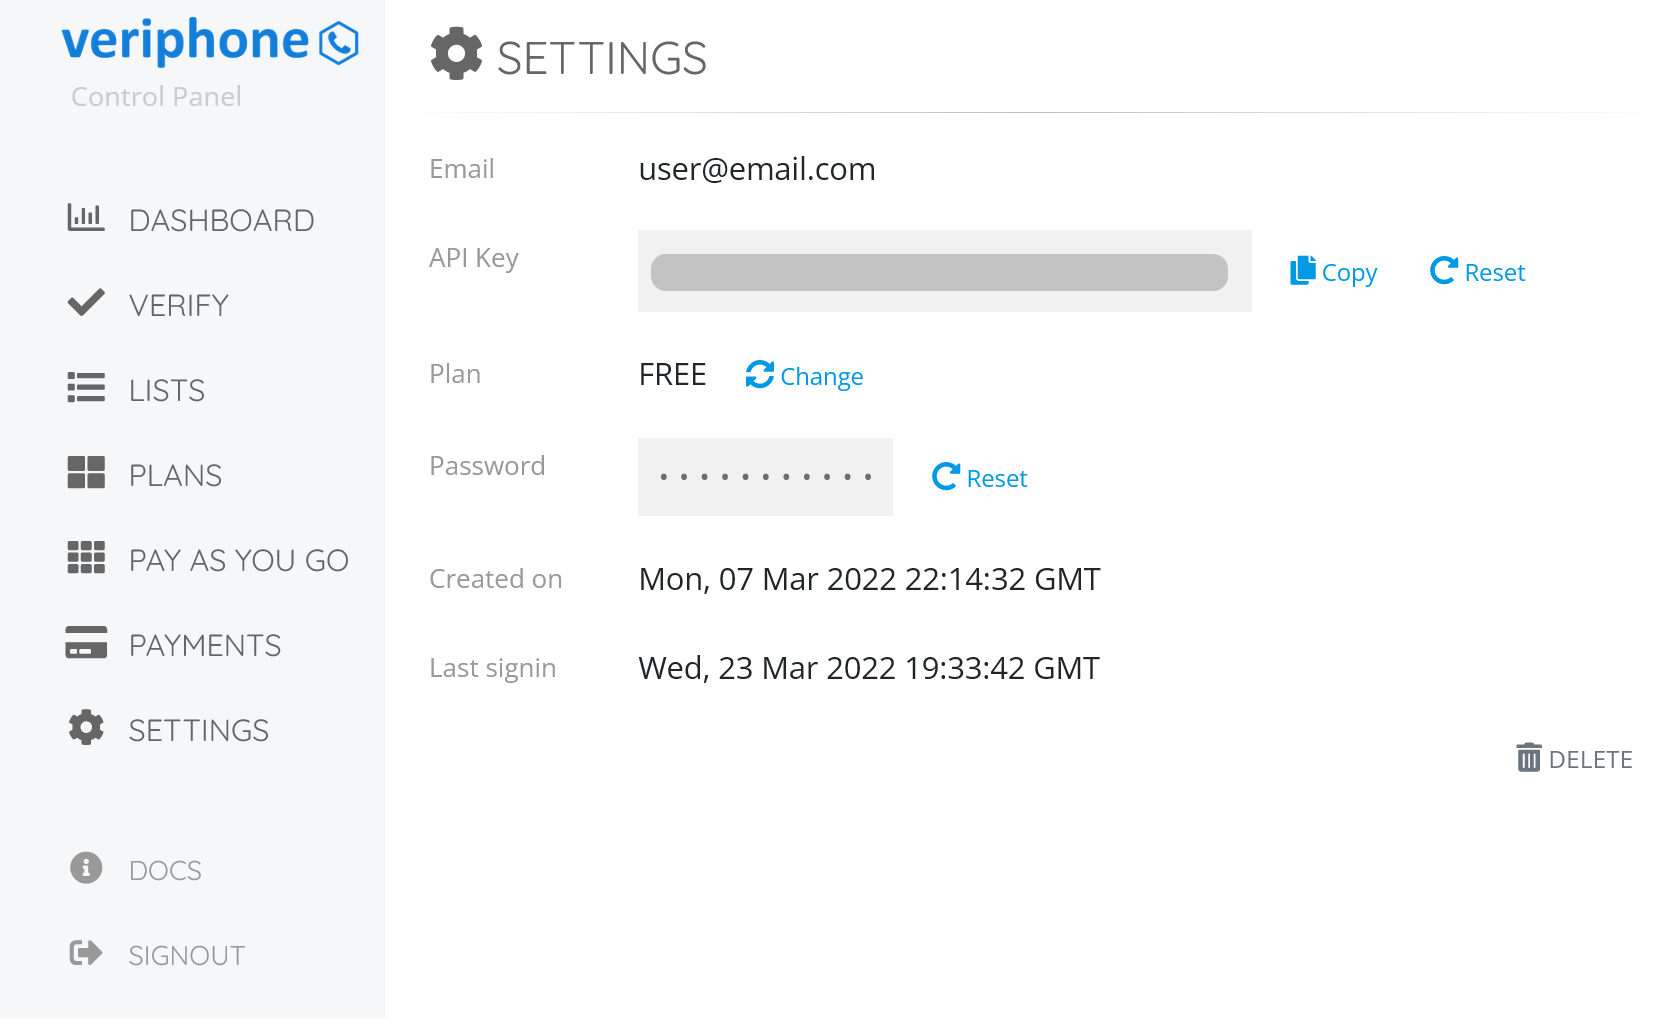 veriphone
Control Panel
DASHBOARD
VERIFY
LISTS
PLANS
PAY AS YOU GO
PAYMENTS
SETTINGS
DOCS
SIGNOUT
SETTINGS
Email user@email.com
API Key Copy Reset
Plan FREE Change
Password ••••••••••• Reset
Created on Mon, 07 Mar 2022 22:14:32 GMT
Last signin Wed, 23 Mar 2022 19:33:42 GMT
DELETE